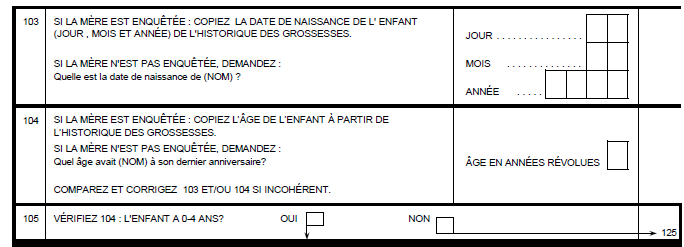 103 SI LA MÈRE EST ENQUÊTÉE : COPIEZ LA DATE DE NAISSANCE DE L' ENFANT
(JOUR , MOIS ET ANNÉE) DE L'HISTORIQUE DES GROSSESSES.
JOUR . . . . . . . . . . . . . . . .
SI LA MÈRE N'EST PAS ENQUÊTÉE, DEMANDEZ :
MOIS . . . . . . . . . . . . . .
Quelle est la date de naissance de (NOM) ?
ANNÉE . . . . .
104 SI LA MÈRE EST ENQUÊTÉE : COPIEZ L'ÂGE DE L'ENFANT À PARTIR DE
L'HISTORIQUE DES GROSSESSES.
SI LA MÈRE N'EST PAS ENQUÊTÉE, DEMANDEZ :
Quel âge avait (NOM) à son dernier anniversaire?
ÂGE EN ANNÉES RÉVOLUES
COMPAREZ ET CORRIGEZ 103 ET/OU 104 SI INCOHÉRENT.
105 VÉRIFIEZ 104 : L'ENFANT A 0-4 ANS? OUI NON
125